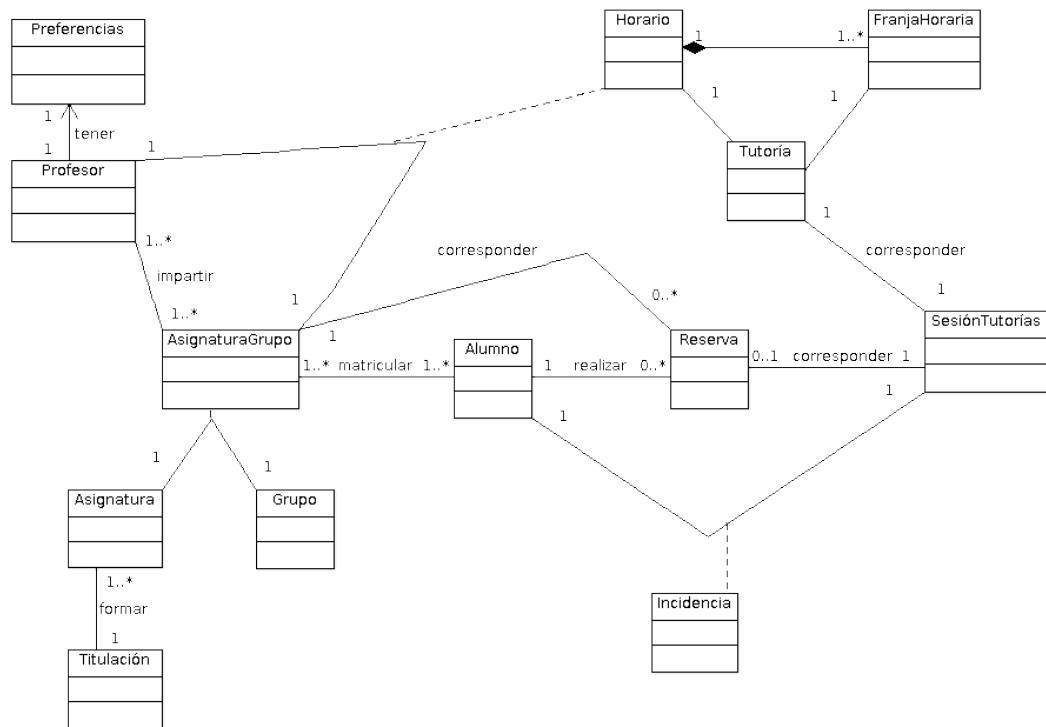 Preferencias
Horario
1
1..*
FranjaHoraria
1
tener
1
1
Profesor
1
1
Tutoría
1..*
impartir
1..*
1
corresponder
0..*
1
corresponder
1
1
AsignaturaGrupo
1..* matricular 1..*
Alumno
1 realizar 0..*
Reserva
0..1 corresponder 1
SesiónTutorías
1
1
1
1
Asignatura
Grupo
1..*
formar
1
Titulación
Incidencia